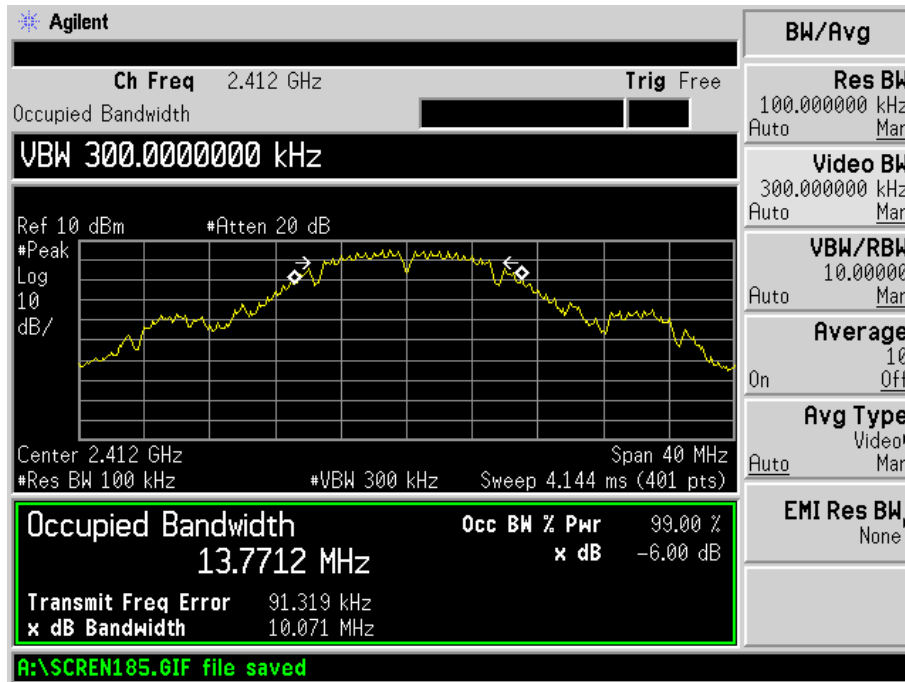 Agilent
Ch Freq 2.412 GHz Trig Free
Occupied Bandwidth
VBW 300.0000000 kHz
Ref 10 dBm #Atten 20 dB
#Peak
Log
10
dB/
Center 2.412 GHz Span 40 MHz
#Res BW 100 kHz #VBW 300 kHz Sweep 4.144 ms (401 pts)
Occupied Bandwidth Occ BW % Pwr 99.00 %
13.7712 MHz x dB -6.00 dB
Transmit Freq Error 91.319 kHz
x dB Bandwidth 10.071 MHz
A:\SCREN185.GIF file saved
BW/Avg
Res BW
100.000000 kHz
Auto Man
Video BW
300.000000 kHz
Auto Man
VBW/RBW
10.00000
Auto Man
Average
10
On Off
Avg Type
Video
Auto Man
EMI Res BW
None